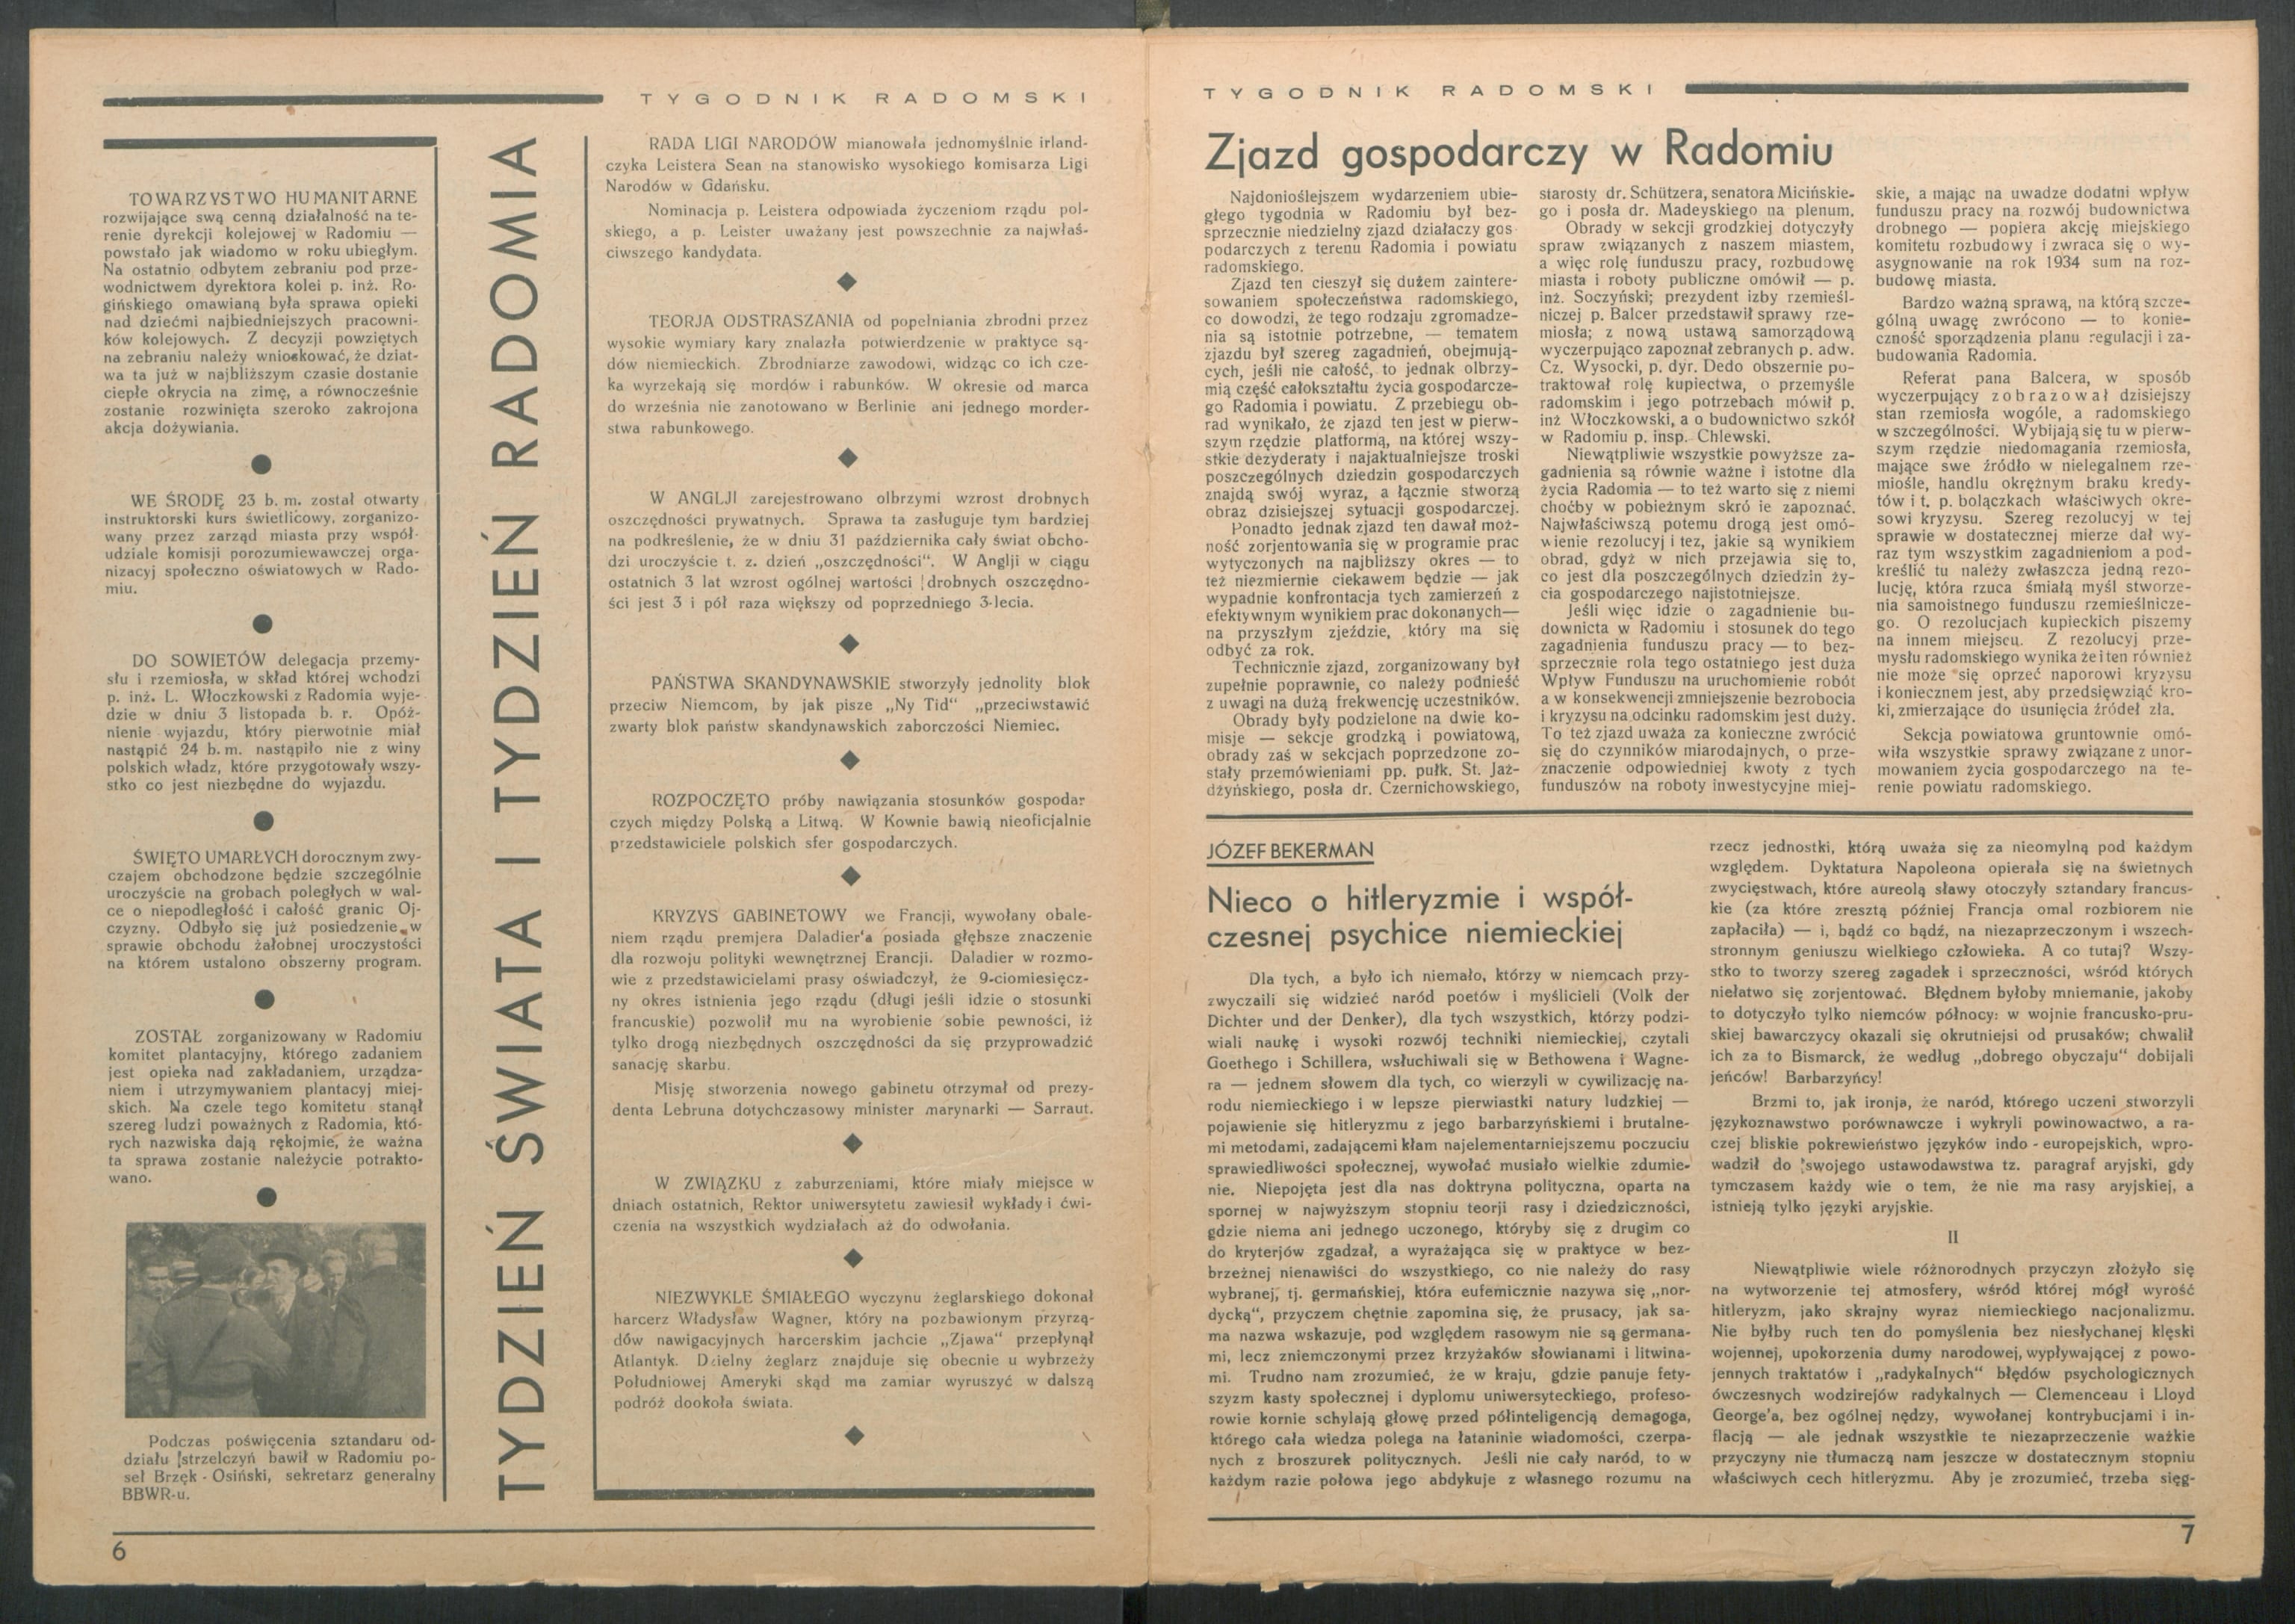 TYGODNIK RADOMSKI
TOWARZYSTWO HUMANITARNE
rozwijające swą cenną działalność na te-
renie dyrekcji kolejowej w Radomiu —
powstało jak wiadomo w roku ubiegłym.
Na ostatnio odbytem zebraniu pod prze-
wodnictwem dyrektora kolei p. inż. Ro-
gińskiego omawianą była sprawa opieki
nad dziećmi najbiedniejszych pracowni-
ków kolejowych. Z decyzji powziętych
na zebraniu należy wnioskować, że dziat-
wa ta już w najbliższym czasie dostanie
ciepłe okrycia na zimę, a równocześnie
zostanie rozwinięta szeroko zakrojona
akcja dożywiania.
WE ŚRODĘ 23 b. m. został otwarty
instruktorski kurs świetlicowy, zorganizo-
wany przez zarząd miasta przy współ-
udziale komisji porozumiewawczej orga-
nizacyj społeczno oświatowych w Rado-
miu.
DO SOWIETÓW delegacja przemy-
słu i rzemiosła, w skład której wchodzi
p. inż. L. Włoczkowski z Radomia wyje-
dzie w dniu 3 listopada b. r. Opóź-
nienie wyjazdu, który pierwotnie miał
nastąpić 24 b. m. nastąpiło nie z winy
polskich władz, które przygotowały wszy-
stko co jest niezbędne do wyjazdu.
ŚWIĘTO UMARŁYCH dorocznym zwy-
czajem obchodzone będzie szczególnie
uroczyście na grobach poległych w wal-
ce o niepodległość i całość granic Oj-
czyzny. Odbyło się już posiedzenie w
sprawie obchodu żałobnej uroczystości
na którem ustalono obszerny program.
ZOSTAŁ zorganizowany w Radomiu
komitet plantacyjny, którego zadaniem
jest opieka nad zakładaniem, urządza-
niem i utrzymywaniem plantacyj miej-
skich. Na czele tego komitetu stanął
szereg ludzi poważnych z Radomia, któ-
rych nazwiska dają rękojmie, że ważna
ta sprawa zostanie należycie potrakto-
wano.
Podczas poświęcenia sztandaru od-
działu strzelczyń bawił w Radomiu po-
seł Brzęk - Osiński, sekretarz generalny
BBWR-u.
TYDZIEŃ ŚWIATA I TYDZIEŃ RADOMIA
RADA LIGI NARODÓW mianowała jednomyślnie irland-
czyka Leistera Sean na stanowisko wysokiego komisarza Ligi
Narodów w Gdańsku.
Nominacja p. Leistera odpowiada życzeniom rządu pol-
skiego, a p. Leister uważany jest powszechnie za najwłaś-
ciwszego kandydata.
TEORJA ODSTRASZANIA od popełniania zbrodni przez
wysokie wymiary kary znalazła potwierdzenie w praktyce są-
dów niemieckich. Zbrodniarze zawodowi, widząc co ich cze-
ka wyrzekają się mordów i rabunków. W okresie od marca
do września nie zanotowano w Berlinie ani jednego morder-
stwa rabunkowego.
W ANGLJI zarejestrowano olbrzymi wzrost drobnych
oszczędności prywatnych. Sprawa ta zasługuje tym bardziej
na podkreślenie, że w dniu 31 października cały świat obcho-
dzi uroczyście t. z. dzień „oszczędności“. W Anglji w ciągu
ostatnich 3 lat wzrost ogólnej wartości drobnych oszczędno-
ści jest 3 i pół raza większy od poprzedniego 3-lecia.
PAŃSTWA SKANDYNAWSKIE stworzyły jednolity blok
przeciw Niemcom, by jak pisze „Ny Tid“ „przeciwstawić
zwarty blok państw skandynawskich zaborczości Niemiec.
ROZPOCZĘTO próby nawiązania stosunków gospodar
czych między Polską a Litwą. W Kownie bawią nieoficjalnie
przedstawiciele polskich sfer gospodarczych.
KRYZYS GABINETOWY we Francji, wywołany obale-
niem rządu premjera Daladier'a posiada głębsze znaczenie
dla rozwoju polityki wewnętrznej Erancji. Daladier w rozmo-
wie z przedstawicielami prasy oświadczył, że 9-ciomiesięcz-
ny okres istnienia jego rządu (długi jeśli idzie o stosunki
francuskie) pozwolił mu na wyrobienie sobie pewności, iż
tylko drogą niezbędnych oszczędności da się przyprowadzić
sanację skarbu.
Misję stworzenia nowego gabinetu otrzymał od prezy-
denta Lebruna dotychczasowy minister marynarki — Sarraut.
W ZWIĄZKU z zaburzeniami, które miały miejsce w
dniach ostatnich, Rektor uniwersytetu zawiesił wykłady i ćwi-
czenia na wszystkich wydziałach aż do odwołania.
NIEZWYKLE ŚMIAŁEGO wyczynu żeglarskiego dokonał
harcerz Władysław Wagner, który na pozbawionym przyrzą-
dów nawigacyjnych harcerskim jachcie „Zjawa“ przepłynął
Atlantyk. Dzielny żeglarz znajduje się obecnie u wybrzeży
Południowej Ameryki skąd ma zamiar wyruszyć w dalszą
podróż dookoła świata.
6
TYGODNIK RADOMSKI
Zjazd gospodarczy w Radomiu
Najdonioślejszem wydarzeniem ubie-
głego tygodnia w Radomiu był bez-
sprzecznie niedzielny zjazd działaczy gos
podarczych z terenu Radomia i powiatu
radomskiego.
Zjazd ten cieszył się dużem zaintere-
sowaniem społeczeństwa radomskiego,
co dowodzi, że tego rodzaju zgromadze-
nia są istotnie potrzebne, — tematem
zjazdu był szereg zagadnień, obejmują-
cych, jeśli nie całość, to jednak olbrzy-
mią część całokształtu życia gospodarcze-
go Radomia i powiatu. Z przebiegu ob-
rad wynikało, że zjazd ten jest w pierw-
szym rzędzie platformą, na której wszy-
stkie dezyderaty i najaktualniejsze troski
poszczególnych dziedzin gospodarczych
znajdą swój wyraz, a łącznie stworzą
obraz dzisiejszej sytuacji gospodarczej.
Ponadto jednak zjazd ten dawał moż-
ność zorjentowania się w programie prac
wytyczonych na najbliższy okres — to
też niezmiernie ciekawem będzie — jak
wypadnie konfrontacja tych zamierzeń z
efektywnym wynikiem prac dokonanych—
na przyszłym zjeździe, który ma się
odbyć za rok.
Technicznie zjazd, zorganizowany był
zupełnie poprawnie, co należy podnieść
z uwagi na dużą frekwencję uczestników.
Obrady były podzielone na dwie ko-
misje — sekcje grodzką i powiatową,
obrady zaś w sekcjach poprzedzone zo-
stały przemówieniami pp. pułk. St. Jaż-
dżyńskiego, posła dr. Czernichowskiego,
starosty dr. Schützera, senatora Micińskie-
go i posła dr. Madeyskiego na plenum.
Obrady w sekcji grodzkiej dotyczyły
spraw związanych z naszem miastem,
a więc rolę funduszu pracy, rozbudowę
miasta i roboty publiczne omówił — p.
inż. Soczyński; prezydent izby rzemieśl-
niczej p. Balcer przedstawił sprawy rze-
miosła; z nową ustawą samorządową
wyczerpująco zapoznał zebranych p. adw.
Cz. Wysocki, p. dyr. Dedo obszernie po-
traktował rolę kupiectwa, o przemyśle
radomskim i jego potrzebach mówił p.
inż Włoczkowski, a o budownictwo szkół
w Radomiu p. insp. Chlewski.
Niewątpliwie wszystkie powyższe za-
gadnienia są równie ważne i istotne dla
życia Radomia — to też warto się z niemi
choćby w pobieżnym skró ie zapoznać.
Najwłaściwszą potemu drogą jest omó-
wienie rezolucyj i tez, jakie są wynikiem
obrad, gdyż w nich przejawia się to,
co jest dla poszczególnych dziedzin ży-
cia gospodarczego najistotniejsze.
Jeśli więc idzie o zagadnienie bu-
downicta w Radomiu i stosunek do tego
zagadnienia funduszu pracy — to bez-
sprzecznie rola tego ostatniego jest duża
Wpływ Funduszu na uruchomienie robót
a w konsekwencji zmniejszenie bezrobocia
i kryzysu na odcinku radomskim jest duży.
To też zjazd uważa za konieczne zwrócić
się do czynników miarodajnych, o prze-
znaczenie odpowiedniej kwoty z tych
funduszów na roboty inwestycyjne miej-
skie, a mając na uwadze dodatni wpływ
funduszu pracy na rozwój budownictwa
drobnego — popiera akcję miejskiego
komitetu rozbudowy i zwraca się o wy-
asygnowanie na rok 1934 sum na roz-
budowę miasta.
Bardzo ważną sprawą, na którą szcze-
gólną uwagę zwrócono — to konie-
czność sporządzenia planu regulacji i za-
budowania Radomia.
Referat pana Balcera, w sposób
wyczerpujący zobrazował dzisiejszy
stan rzemiosła wogóle, a radomskiego
w szczególności. Wybijają się tu w pierw-
szym rzędzie niedomagania rzemiosła,
mające swe źródło w nielegalnem rze-
miośle, handlu okrężnym braku kredy-
tów i t. p. bolączkach właściwych okre-
sowi kryzysu. Szereg rezolucyj w tej
sprawie w dostatecznej mierze dał wy-
raz tym wszystkim zagadnieniom a pod-
kreślić tu należy zwłaszcza jedną rezo-
lucję, która rzuca śmiałą myśl stworze-
nia samoistnego funduszu rzemieślnicze-
go. O rezolucjach kupieckich piszemy
na innem miejscu. Z rezolucyj prze-
mysłu radomskiego wynika że i ten również
nie może się oprzeć naporowi kryzysu
i koniecznem jest, aby przedsięwziąć kro-
ki, zmierzające do usunięcia źródeł zła.
Sekcja powiatowa gruntownie omó-
wiła wszystkie sprawy związane z unor-
mowaniem życia gospodarczego na te-
renie powiatu radomskiego.
JÓZEF BEKERMAN
Nieco o hitleryzmie i współ-
czesnej psychice niemieckiej
Dla tych, a było ich niemało, którzy w niemcach przy-
zwyczaili się widzieć naród poetów i myślicieli (Volk der
Dichter und der Denker), dla tych wszystkich, którzy podzi-
wiali naukę i wysoki rozwój techniki niemieckiej, czytali
Goethego i Schillera, wsłuchiwali się w Bethowena i Wagne-
ra — jednem słowem dla tych, co wierzyli w cywilizację na-
rodu niemieckiego i w lepsze pierwiastki natury ludzkiej —
pojawienie się hitleryzmu z jego barbarzyńskiemi i brutalne-
mi metodami, zadającemi kłam najelementarniejszemu poczuciu
sprawiedliwości społecznej, wywołać musiało wielkie zdumie-
nie. Niepojęta jest dla nas doktryna polityczna, oparta na
spornej w najwyższym stopniu teorji rasy i dziedziczności,
gdzie niema ani jednego uczonego, któryby się z drugim co
do kryterjów zgadzał, a wyrażająca się w praktyce w bez-
brzeżnej nienawiści do wszystkiego, co nie należy do rasy
wybranej, tj. germańskiej, która eufemicznie nazywa się „nor-
dycką“, przyczem chętnie zapomina się, że prusacy, jak sa-
ma nazwa wskazuje, pod względem rasowym nie są germana-
mi, lecz zniemczonymi przez krzyżaków słowianami i litwina-
mi. Trudno nam zrozumieć, że w kraju, gdzie panuje fety-
szyzm kasty społecznej i dyplomu uniwersyteckiego, profeso-
rowie kornie schylają głowę przed półinteligencją demagoga,
którego cała wiedza polega na łataninie wiadomości, czerpa-
nych z broszurek politycznych. Jeśli nie cały naród, to w
każdym razie połowa jego abdykuje z własnego rozumu na
rzecz jednostki, którą uważa się za nieomylną pod każdym
względem. Dyktatura Napoleona opierała się na świetnych
zwycięstwach, które aureolą sławy otoczyły sztandary francus-
kie (za które zresztą później Francja omal rozbiorem nie
zapłaciła) — i, bądź co bądź, na niezaprzeczonym i wszech-
stronnym geniuszu wielkiego człowieka. A co tutaj? Wszy-
stko to tworzy szereg zagadek i sprzeczności, wśród których
niełatwo się zorjentować. Błędnem byłoby mniemanie, jakoby
to dotyczyło tylko niemców północy: w wojnie francusko-pru-
skiej bawarczycy okazali się okrutniejsi od prusaków; chwalił
ich za to Bismarck, że według „dobrego obyczaju“ dobijali
jeńców! Barbarzyńcy!
Brzmi to, jak ironja, że naród, którego uczeni stworzyli
językoznawstwo porównawcze i wykryli powinowactwo, a ra-
czej bliskie pokrewieństwo języków indo - europejskich, wpro-
wadził do swojego ustawodawstwa tz. paragraf aryjski, gdy
tymczasem każdy wie o tem, że nie ma rasy aryjskiej, a
istnieją tylko języki aryjskie.
II
Niewątpliwie wiele różnorodnych przyczyn złożyło się
na wytworzenie tej atmosfery, wśród której mógł wyrość
hitleryzm, jako skrajny wyraz niemieckiego nacjonalizmu.
Nie byłby ruch ten do pomyślenia bez niesłychanej klęski
wojennej, upokorzenia dumy narodowej, wypływającej z powo-
jennych traktatów i „radykalnych“ błędów psychologicznych
ówczesnych wodzirejów radykalnych — Clemenceau i Lloyd
George'a, bez ogólnej nędzy, wywołanej kontrybucjami i in-
flacją — ale jednak wszystkie te niezaprzeczenie ważkie
przyczyny nie tłumaczą nam jeszcze w dostatecznym stopniu
właściwych cech hitleryzmu. Aby je zrozumieć, trzeba sięg-
7